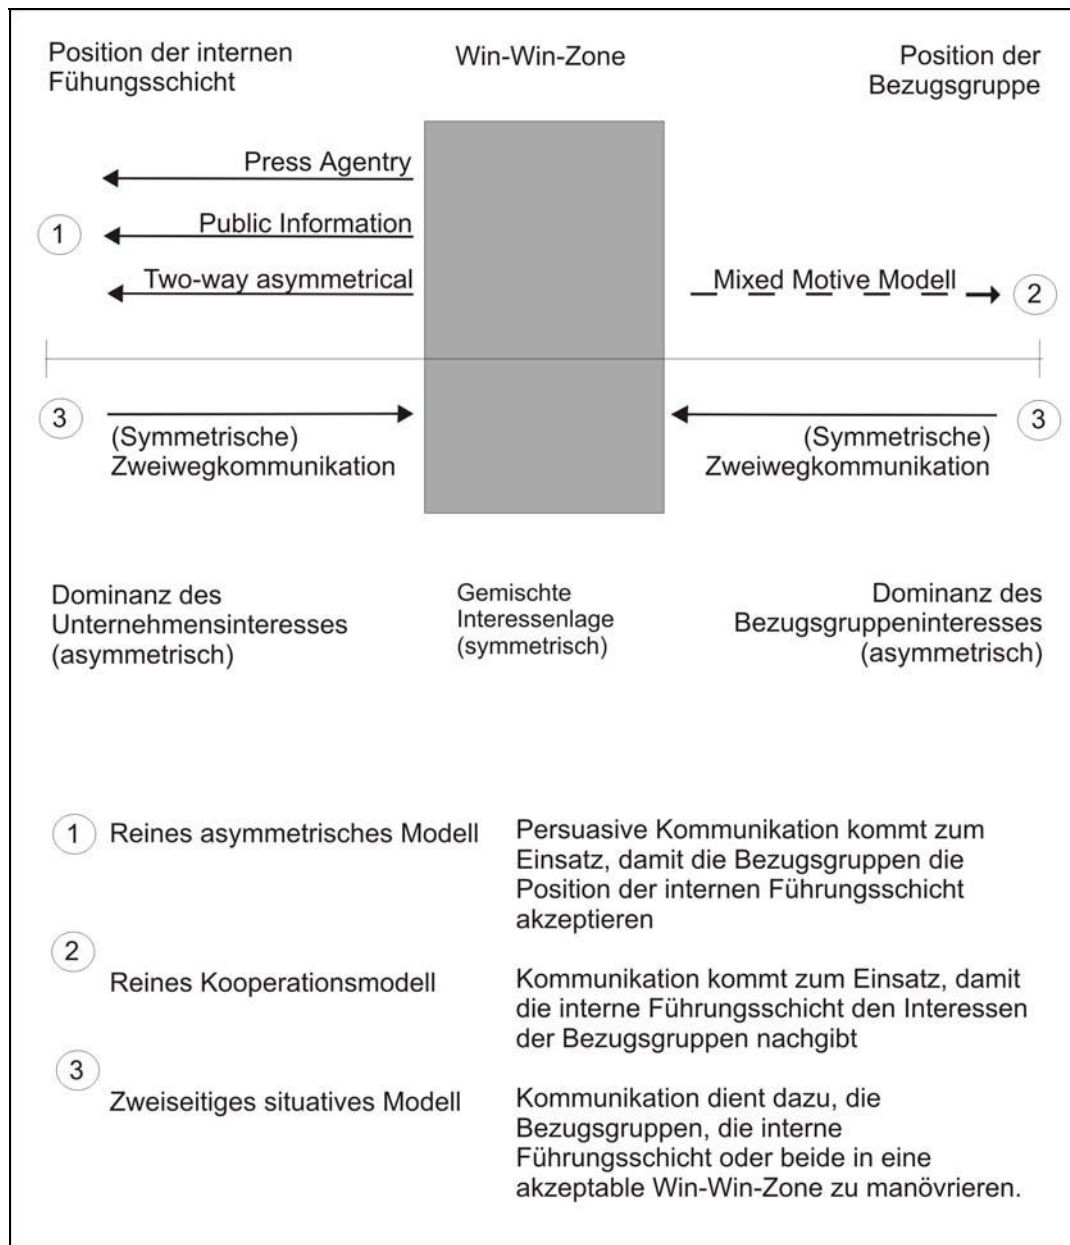 Position der internen
Fühungsschicht
Win-Win-Zone
Position der
Bezugsgruppe
Press Agentry
1
Public Information
Two-way asymmetrical
Mixed Motive Modell
2
3
(Symmetrische)
Zweiwegkommunikation
3
(Symmetrische)
Zweiwegkommunikation
Dominanz des
Unternehmensinteresses
(asymmetrisch)
Gemischte
Interessenlage
(symmetrisch)
Dominanz des
Bezugsgruppeninteresses
(asymmetrisch)
1 Reines asymmetrisches Modell
Persuasive Kommunikation kommt zum
Einsatz, damit die Bezugsgruppen die
Position der internen Führungsschicht
akzeptieren
2
Reines Kooperationsmodell
Kommunikation kommt zum Einsatz, damit
die interne Führungsschicht den Interessen
der Bezugsgruppen nachgibt
3
Zweiseitiges situatives Modell
Kommunikation dient dazu, die
Bezugsgruppen, die interne
Führungsschicht oder beide in eine
akzeptable Win-Win-Zone zu manövrieren.